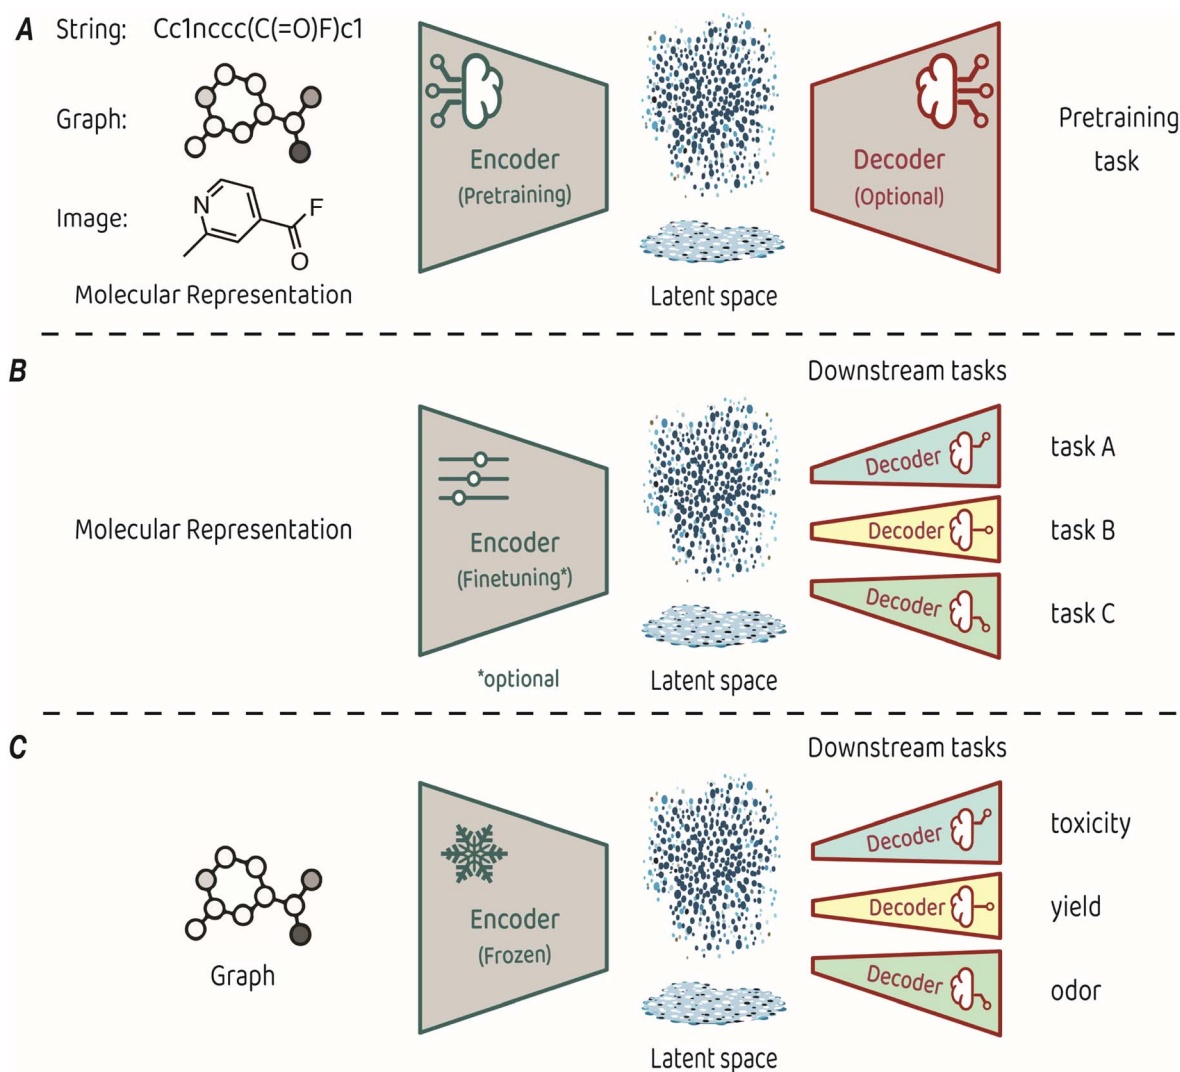 A
String: Cc1nccc(C(=O)F)c1
Graph:
Image:
N
F
O
Molecular Representation
Encoder
(Pretraining)
Latent space
Decoder
(Optional)
Pretraining
task
B
Downstream tasks
Molecular Representation
Encoder
(Finetuning*)
*optional
Latent space
Decoder
task A
Decoder
task B
Decoder
task C
C
Downstream tasks
Graph
Encoder
(Frozen)
Latent space
Decoder
toxicity
Decoder
yield
Decoder
odor